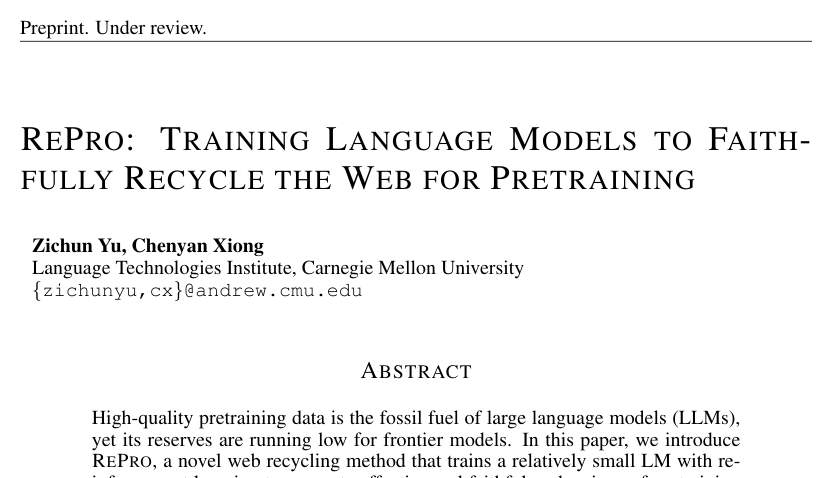 Preprint. Under review.
REPRO: TRAINING LANGUAGE MODELS TO FAITH-
FULLY RECYCLE THE WEB FOR PRETRAINING
Zichun Yu, Chenyan Xiong
Language Technologies Institute, Carnegie Mellon University
{zichunyu,cx}@andrew.cmu.edu
ABSTRACT
High-quality pretraining data is the fossil fuel of large language models (LLMs),
yet its reserves are running low for frontier models. In this paper, we introduce
REPRO, a novel web recycling method that trains a relatively small LM with re-